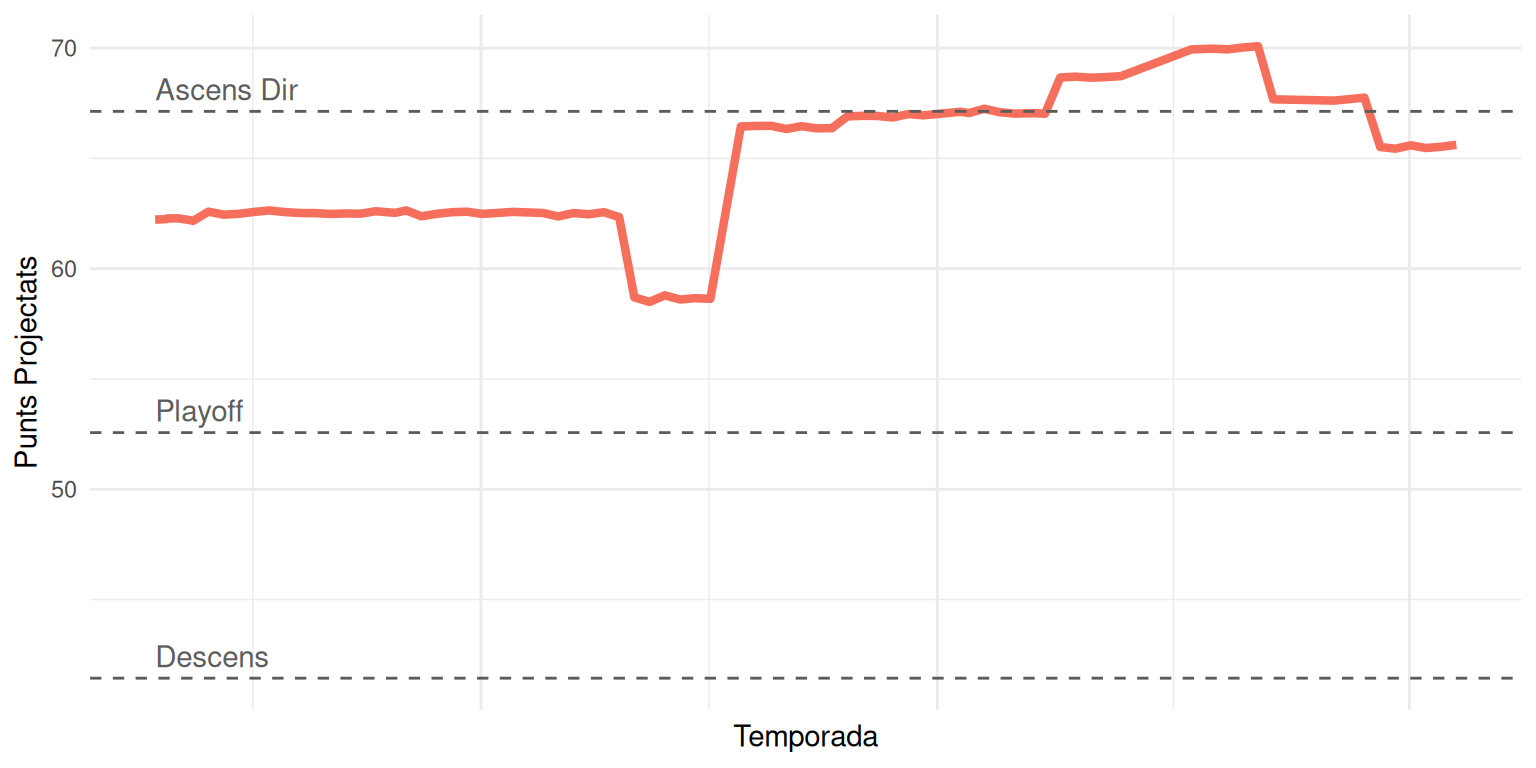 70
Ascens Dir
60
Punts Projectats
Playoff
50
Descens
Temporada